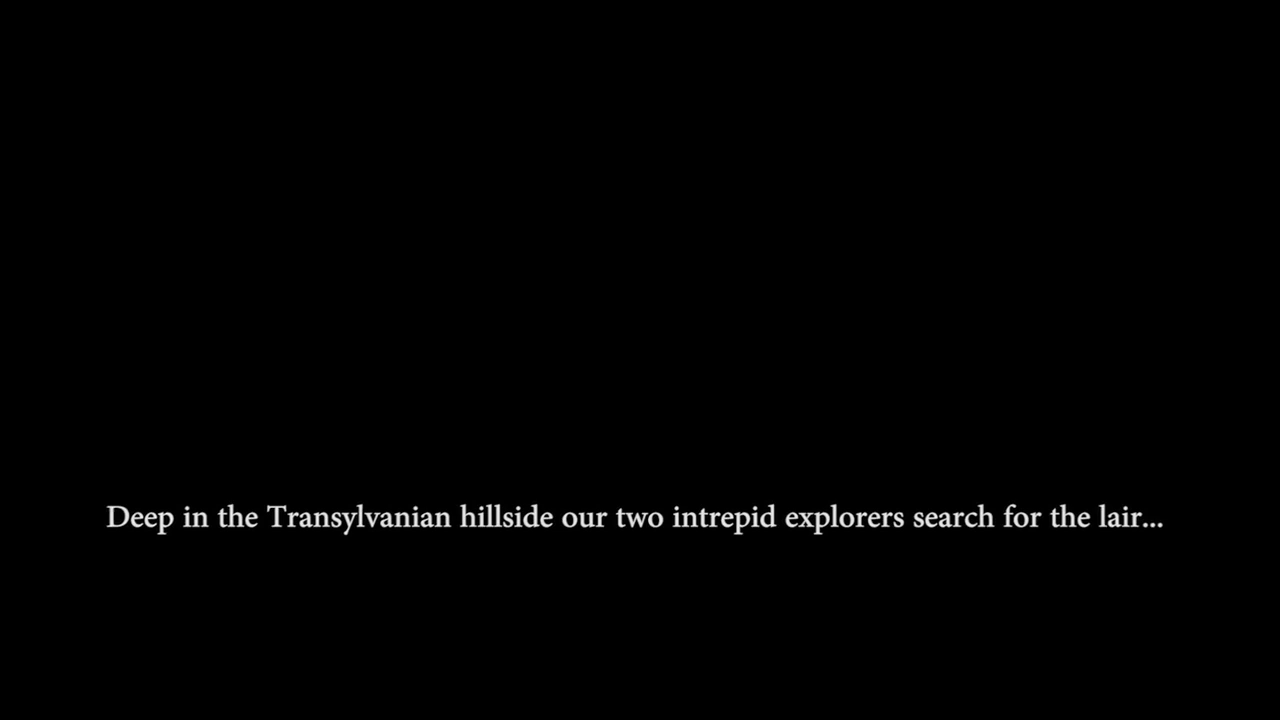 Deep in the Transylvanian hillside our two intrepid explorers search for the lair...